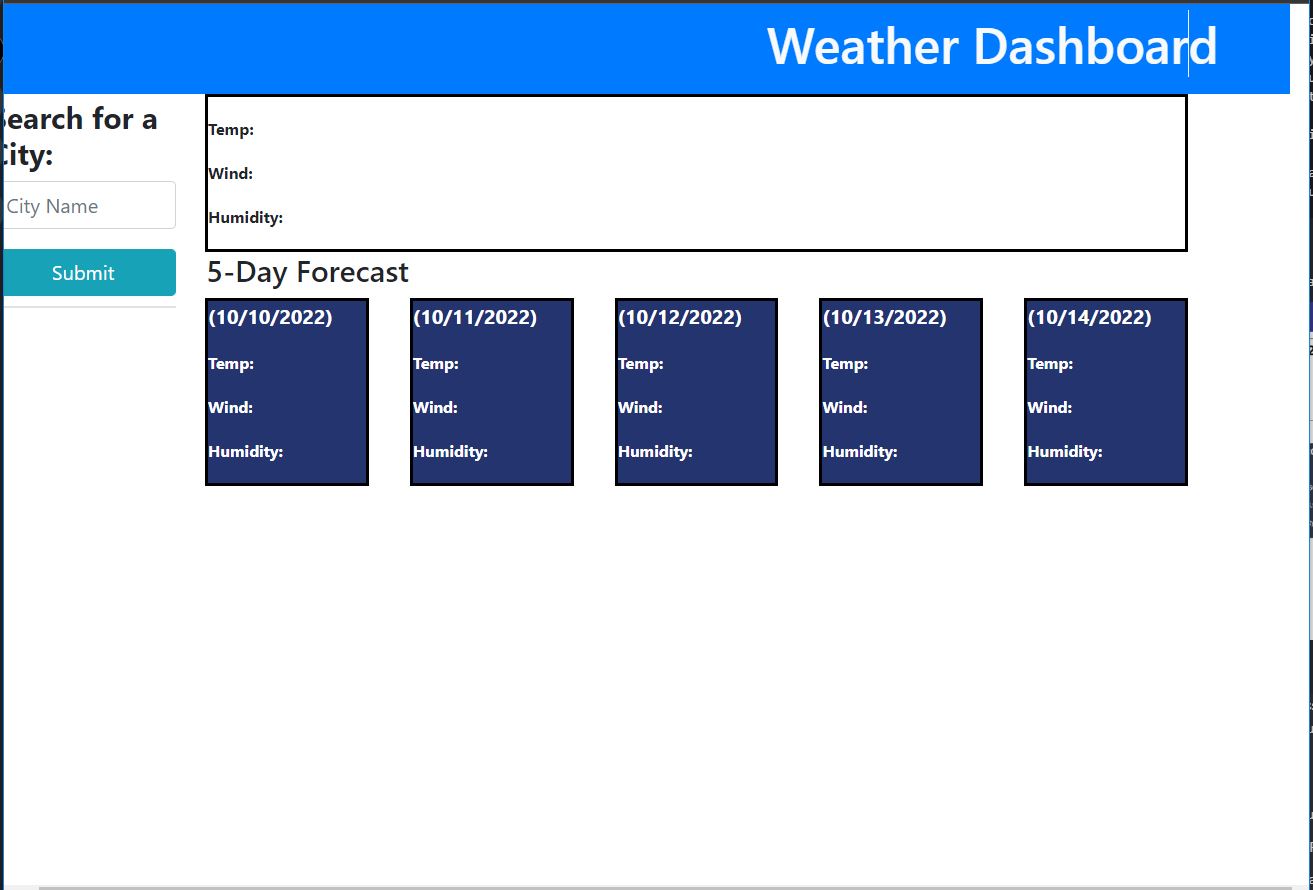 Weather Dashboard
Search for a
City:
City Name
Submit
Temp:
Wind:
Humidity:
5-Day Forecast
(10/10/2022)
Temp:
Wind:
Humidity:
(10/11/2022)
Temp:
Wind:
Humidity:
(10/12/2022)
Temp:
Wind:
Humidity:
(10/13/2022)
Temp:
Wind:
Humidity:
(10/14/2022)
Temp:
Wind:
Humidity: